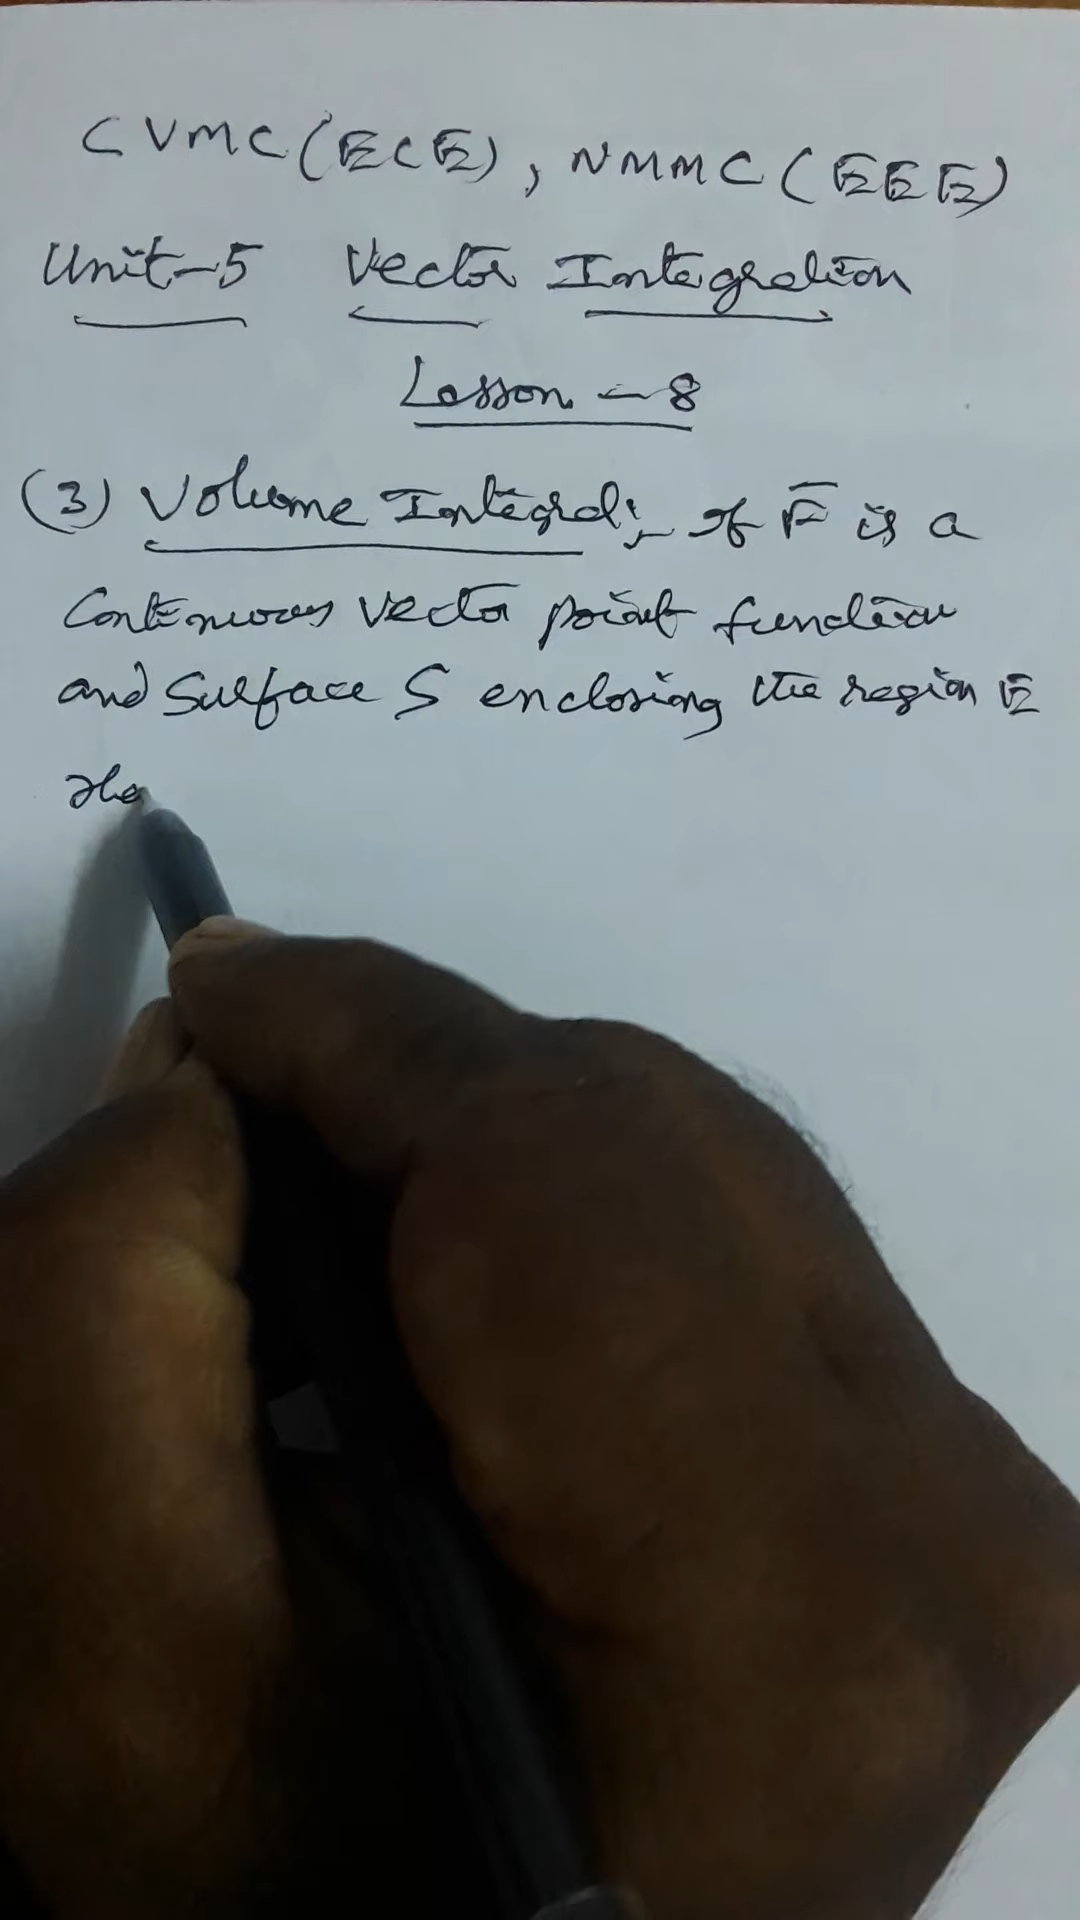 CVMC (ECE), NMMC (EEE)
Unit-5 Vector Integration
Lesson - 8
(3) Volume Integral:- If F̅ is a
Continuous vector point function
and Surface S enclosing the region E
the